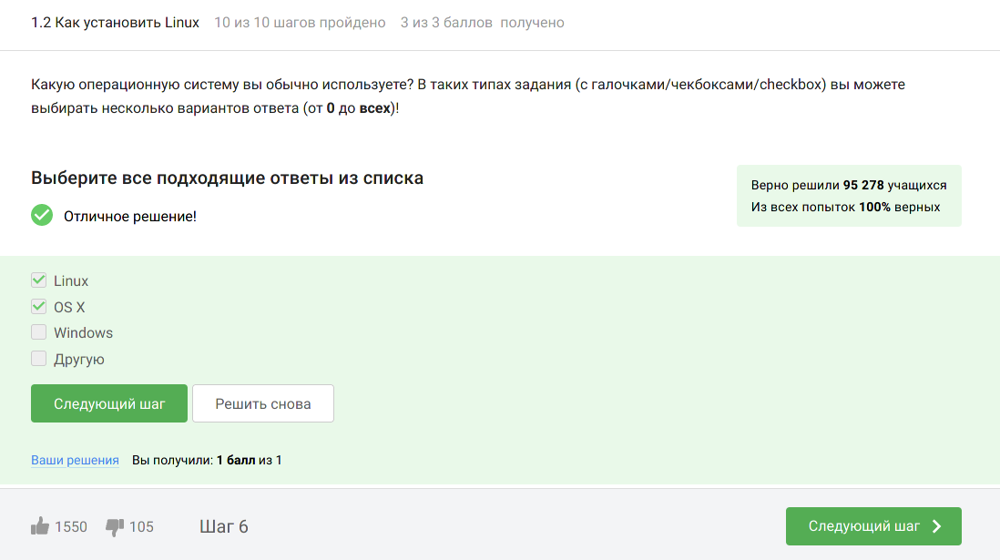 1.2 Как установить Linux 10 из 10 шагов пройдено 3 из 3 баллов получено
Какую операционную систему вы обычно используете? В таких типах задания (с галочками/чекбоксами/checkbox) вы можете
выбирать несколько вариантов ответа (от 0 до всех)!
Выберите все подходящие ответы из списка
Отличное решение!
Верно решили 95 278 учащихся
Из всех попыток 100% верных
Linux
OS X
Windows
Другую
Следующий шаг Решить снова
Ваши решения Вы получили: 1 балл из 1
1550 105 Шаг 6 Следующий шаг